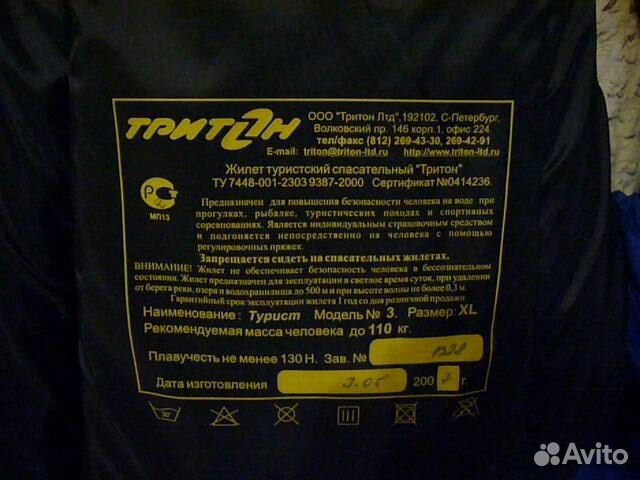 ТРИТОН
ООО "Тритон Лтд",192102, С-Петербург,
Волковский пр. 146 корп.1, офис 224
тел/факс (812) 269-43-30, 269-42-91
E-mail: triton@triton-ltd.ru http://www.triton-ltd.ru
Жилет туристский спасательный "Тритон"
ТУ 7448-001-2303 9387-2000 Сертификат №0414236.
МП13
Предназначен для повышения безопасности человека на воде при
прогулках, рыбалке, туристических походах и спортивных
соревнованиях. Является индивидуальным страховочным средством
и подгоняется непосредственно на человека с помощью
регулировочных пряжек.
Запрещается сидеть на спасательных жилетах.
ВНИМАНИЕ! Жилет не обеспечивает безопасность человека в бессознательном
состоянии. Жилет предназначен для эксплуатации в светлое время суток, при удалении
от берега реки, озера и водохранилища до 500 м и при высоте волны не более 0,3 м.
Гарантийный срок эксплуатации жилета 1 год со дня розничной продажи.
Наименование: Турист Модель № 3. Размер: XL
Рекомендуемая масса человека до 110 кг.
Плавучесть не менее 130 Н. Зав. №
Дата изготовления 3.05 2007 г.
Avito